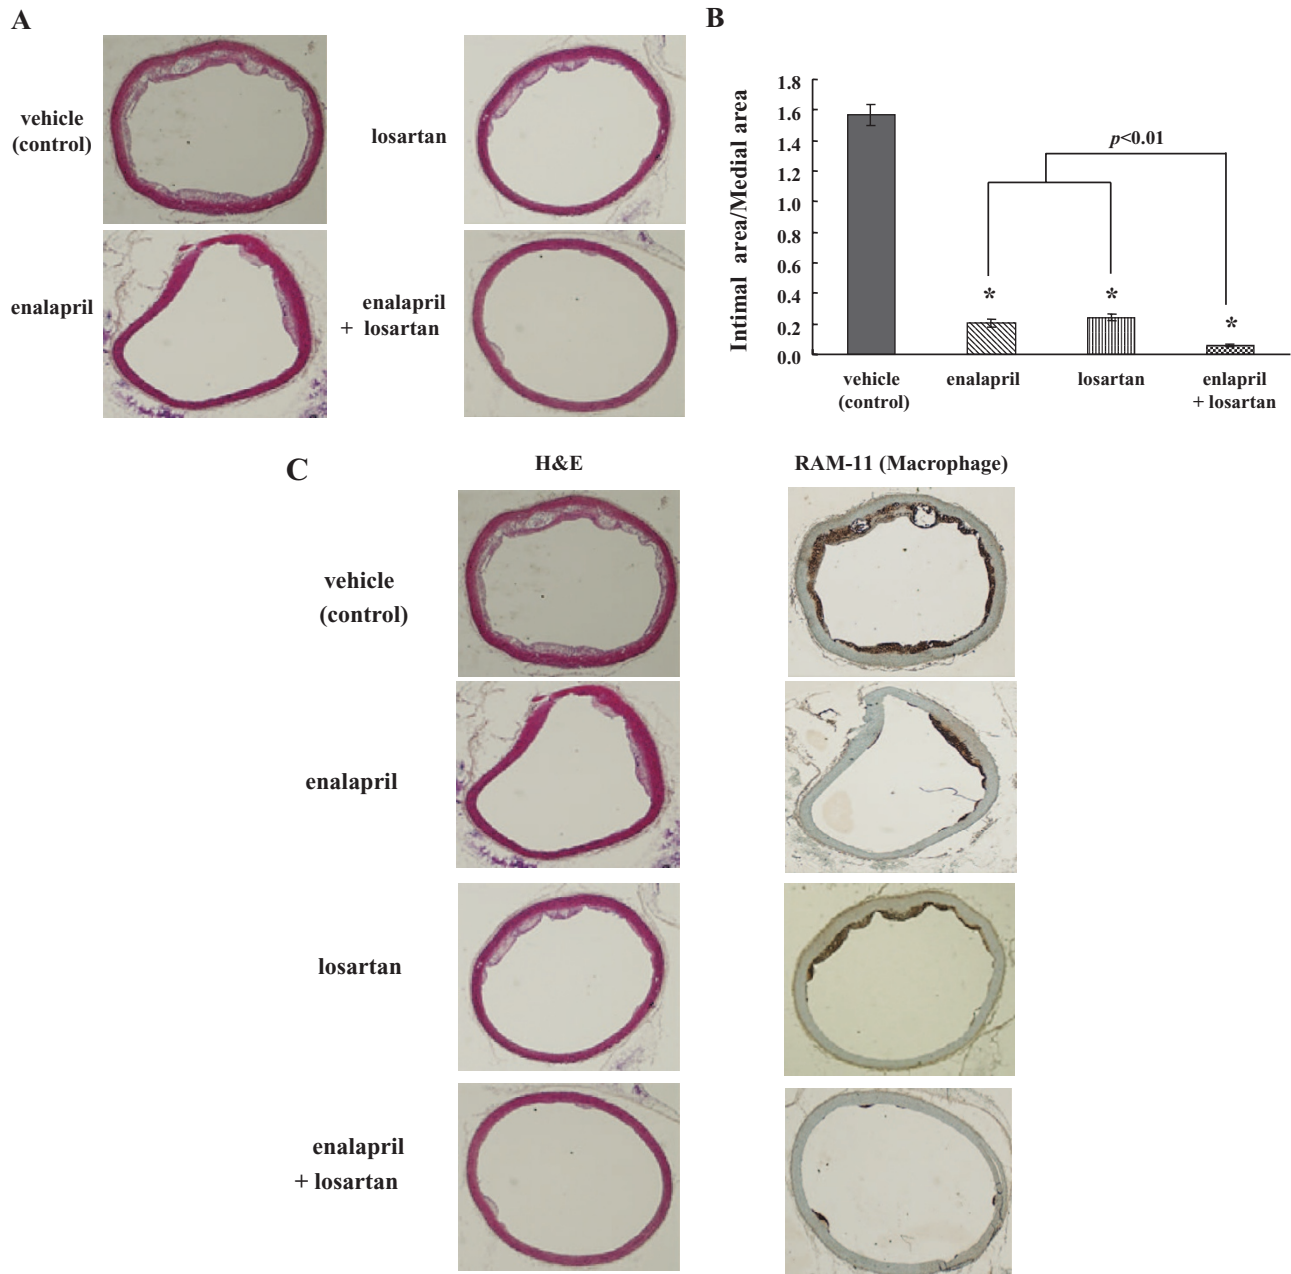 A
vehicle
(control)
losartan
enalapril
enalapril
+ losartan
B
Intimal area/Medial area
1.8
1.6
1.4
1.2
1.0
0.8
0.6
0.4
0.2
0.0
p<0.01
*
*
*
vehicle
(control)
enalapril
losartan
enlapril
+ losartan
C
H&E
RAM-11 (Macrophage)
vehicle
(control)
enalapril
losartan
enalapril
+ losartan